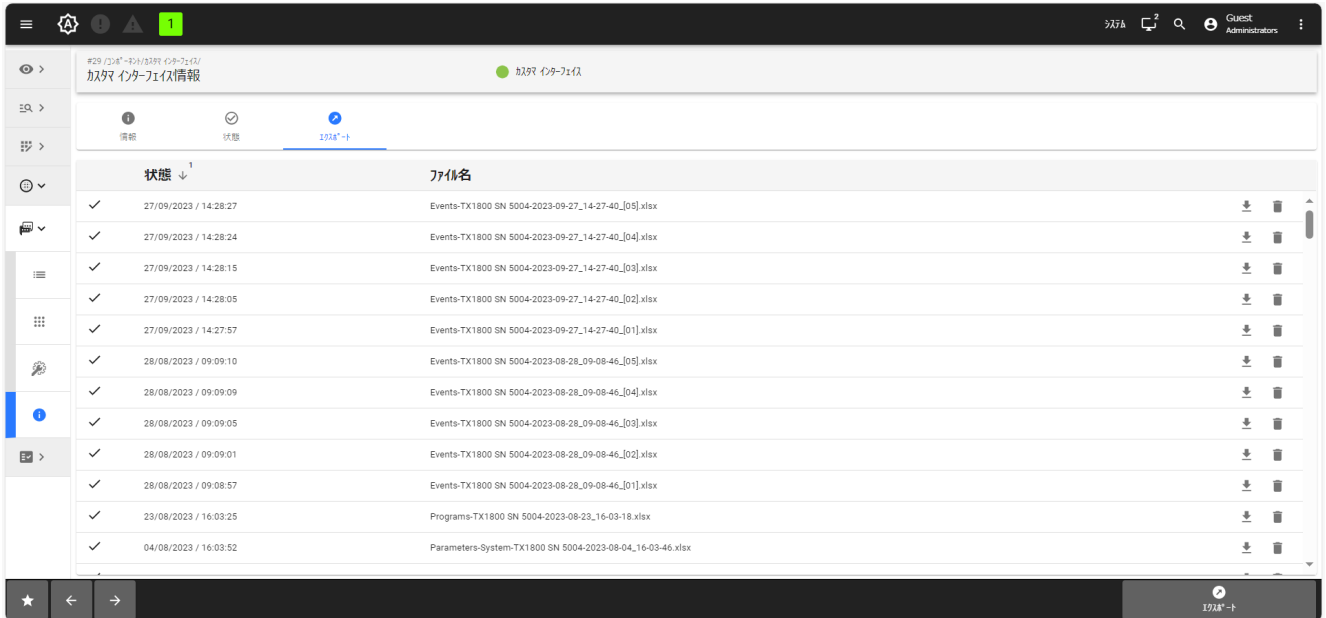 1
ｼｽﾃﾑ
2
Guest
Administrators
#29 /ｺﾝﾎﾟｰﾈﾝﾄ/ｶｽﾀﾏ ｲﾝﾀｰﾌｪｲｽ/
ｶｽﾀﾏ ｲﾝﾀｰﾌｪｲｽ情報
ｶｽﾀﾏ ｲﾝﾀｰﾌｪｲｽ
情報
状態
ｴｸｽﾎﾟｰﾄ
状態 1
ﾌｧｲﾙ名
27/09/2023 / 14:28:27 Events-TX1800 SN 5004-2023-09-27_14-27-40_[05].xlsx
27/09/2023 / 14:28:24 Events-TX1800 SN 5004-2023-09-27_14-27-40_[04].xlsx
27/09/2023 / 14:28:15 Events-TX1800 SN 5004-2023-09-27_14-27-40_[03].xlsx
27/09/2023 / 14:28:05 Events-TX1800 SN 5004-2023-09-27_14-27-40_[02].xlsx
27/09/2023 / 14:27:57 Events-TX1800 SN 5004-2023-09-27_14-27-40_[01].xlsx
28/08/2023 / 09:09:10 Events-TX1800 SN 5004-2023-08-28_09-08-46_[05].xlsx
28/08/2023 / 09:09:09 Events-TX1800 SN 5004-2023-08-28_09-08-46_[04].xlsx
28/08/2023 / 09:09:05 Events-TX1800 SN 5004-2023-08-28_09-08-46_[03].xlsx
28/08/2023 / 09:09:01 Events-TX1800 SN 5004-2023-08-28_09-08-46_[02].xlsx
28/08/2023 / 09:08:57 Events-TX1800 SN 5004-2023-08-28_09-08-46_[01].xlsx
23/08/2023 / 16:03:25 Programs-TX1800 SN 5004-2023-08-23_16-03-18.xlsx
04/08/2023 / 16:03:52 Parameters-System-TX1800 SN 5004-2023-08-04_16-03-46.xlsx
ｴｸｽﾎﾟｰﾄ